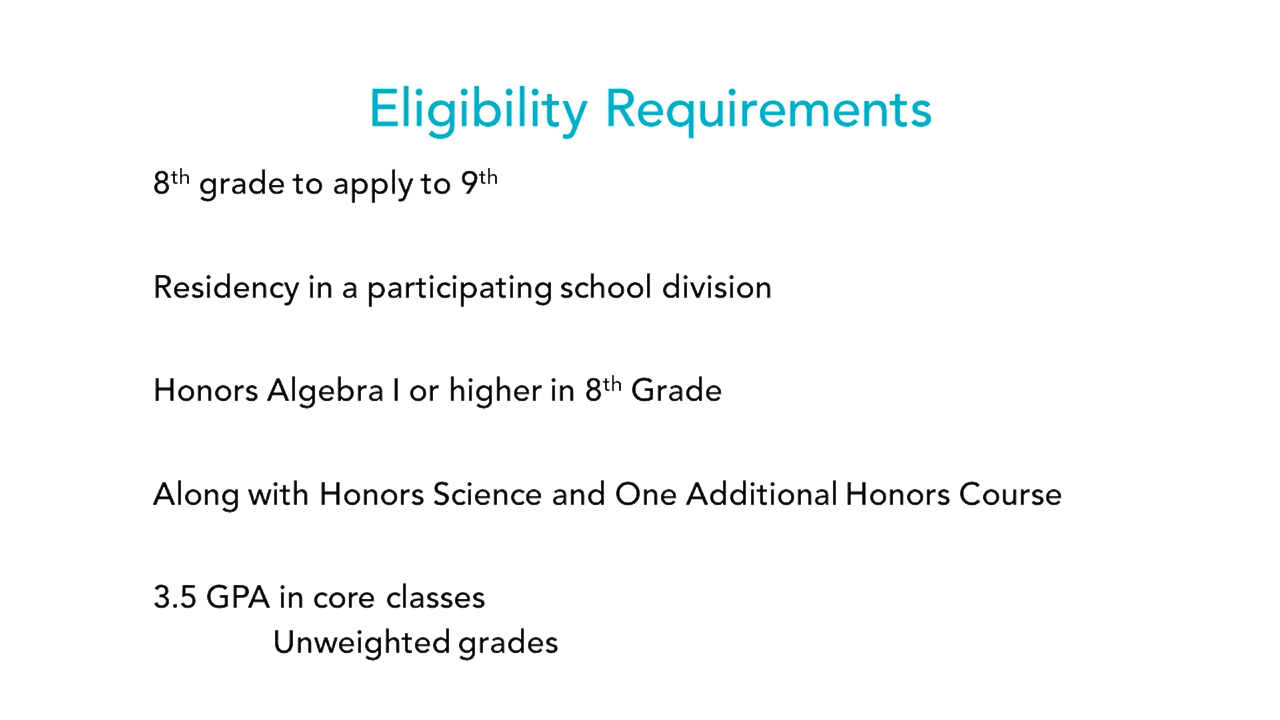 Eligibility Requirements
8th grade to apply to 9th
Residency in a participating school division
Honors Algebra I or higher in 8th Grade
Along with Honors Science and One Additional Honors Course
3.5 GPA in core classes
Unweighted grades